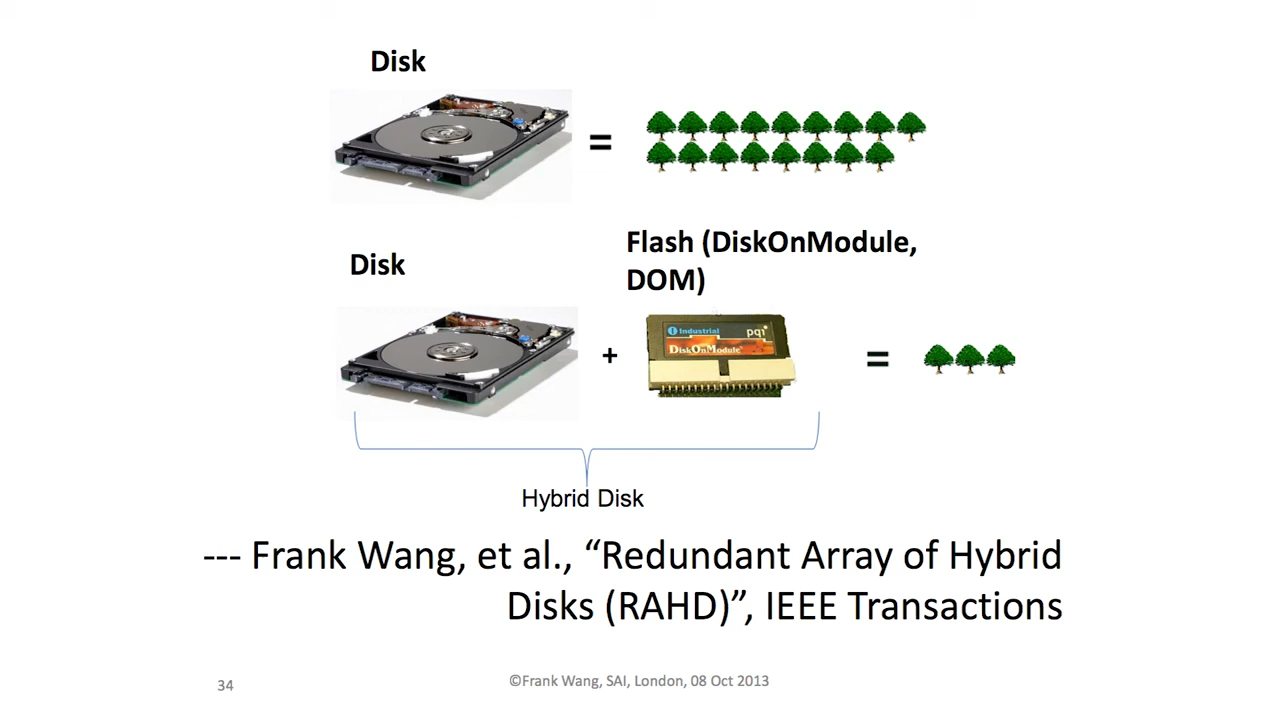 Disk
=
Flash (DiskOnModule,
DOM)
Disk
Industrial
pqi
DiskOnModule
+
=
Hybrid Disk
--- Frank Wang, et al., “Redundant Array of Hybrid
Disks (RAHD)”, IEEE Transactions
34
©Frank Wang, SAI, London, 08 Oct 2013